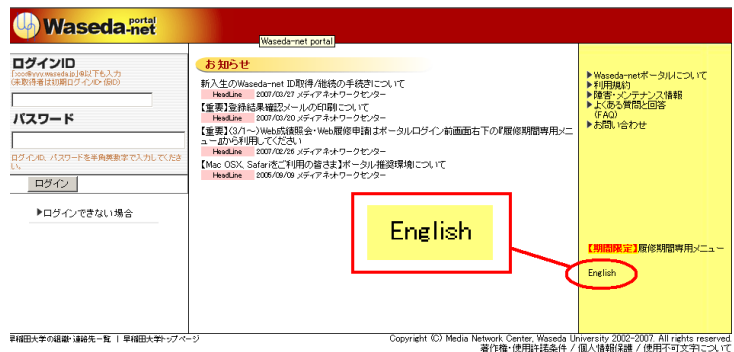 Waseda-net portal
Waseda-net portal
ログインID
(未取得者は初期ログインID・仮ID)
パスワード
ログインID、パスワードを半角英数字で入力してください。
ログイン
▶ログインできない場合
お知らせ
新入生のWaseda-net ID取得/継続の手続きについて
HeadLine 2007/03/27 メディアネットワークセンター
【重要】登録結果確認メールの印刷について
HeadLine 2007/03/20 メディアネットワークセンター
【重要】(3/1～)Web成績照会・Web履修申請はポータルログイン前画面右下の『履修期間専用メニュー』から利用してください
HeadLine 2007/02/26 メディアネットワークセンター
【Mac OSX, Safariをご利用の皆さま】ポータル推奨環境について
HeadLine 2005/09/09 メディアネットワークセンター
English
▶Waseda-netポータルについて
▶利用規約
▶障害・メンテナンス情報
▶よくある質問と回答
(FAQ)
▶お問い合わせ
【期間限定】履修期間専用メニュー
English
早稲田大学の組織・連絡先一覧 | 早稲田大学トップページ
Copyright (C) Media Network Center, Waseda University 2002-2007. All rights reserved.
著作権・使用許諾条件 / 個人情報保護 / 使用不可文字について